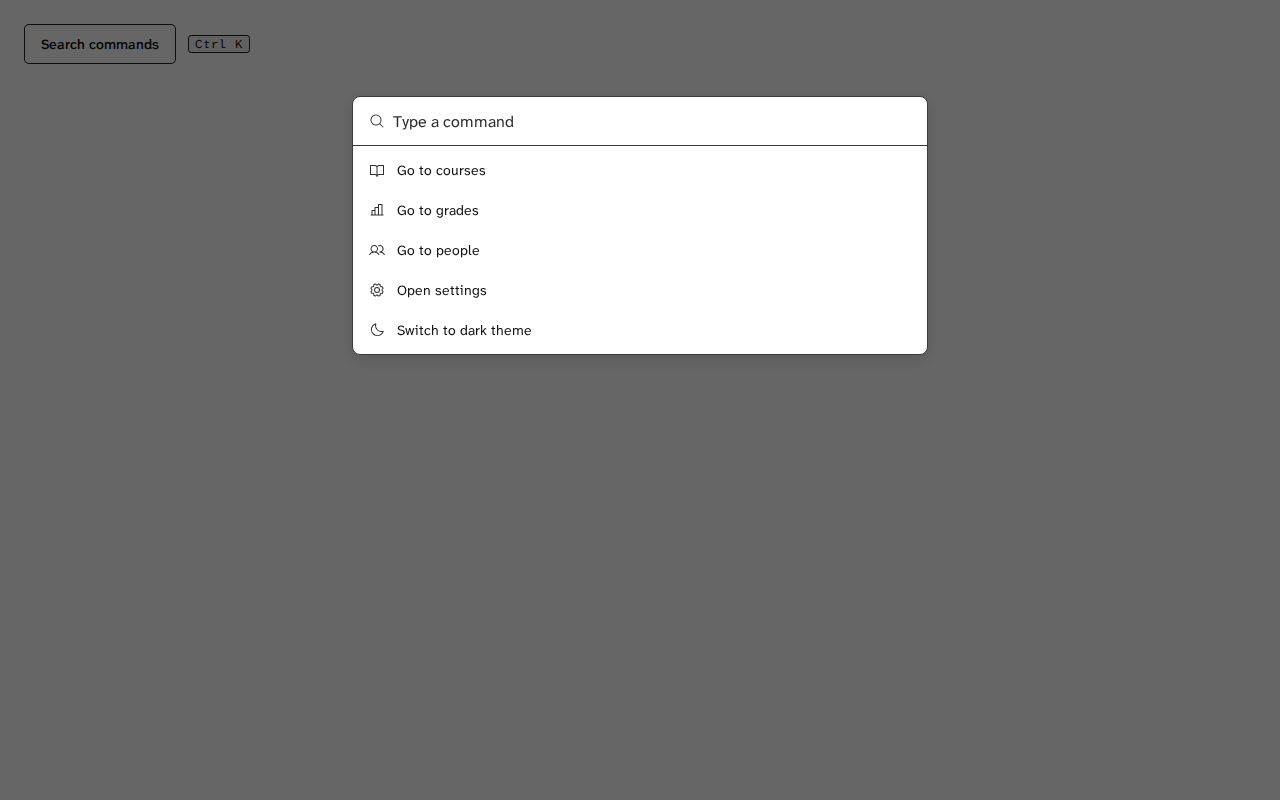 Search commands
Ctrl K
Type a command
Go to courses
Go to grades
Go to people
Open settings
Switch to dark theme